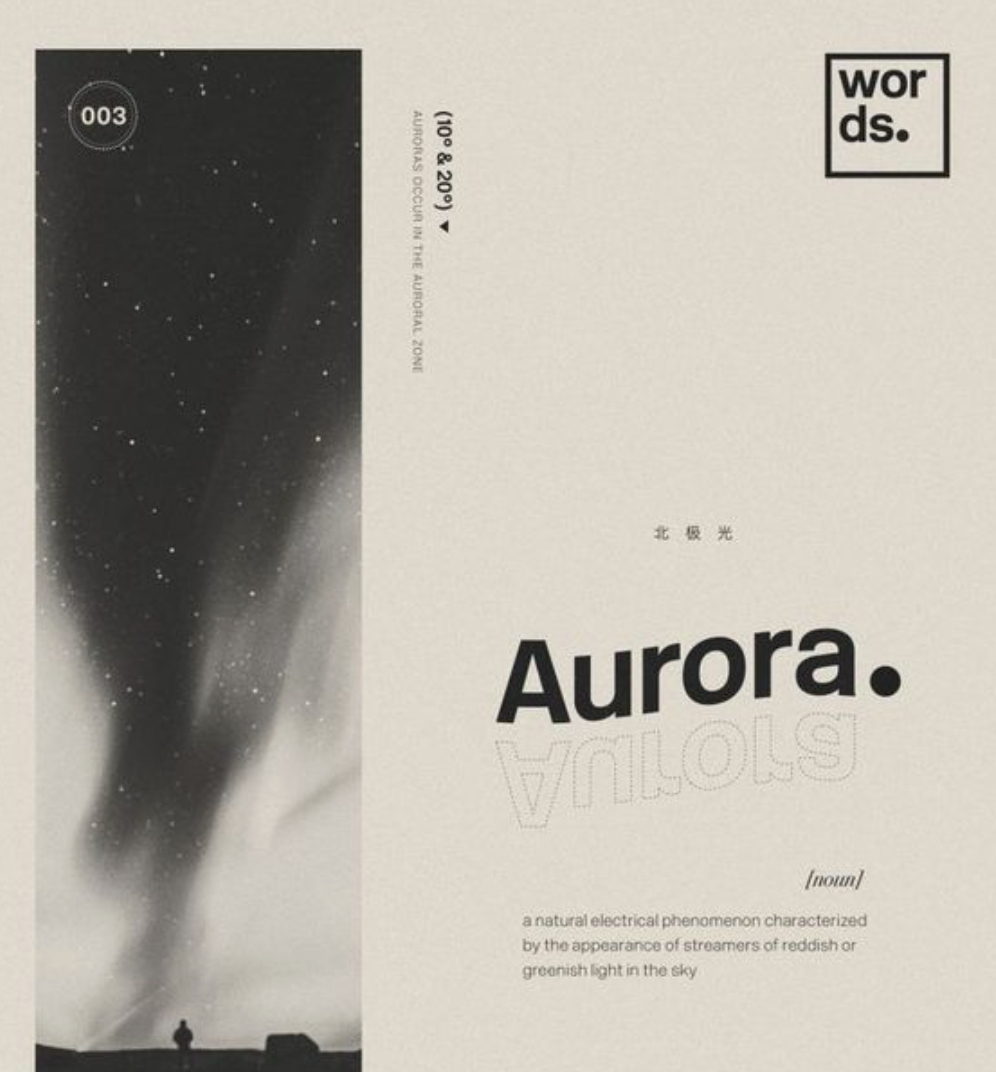 003
(10° & 20°) ▼
AURORAS OCCUR IN THE AURORAL ZONE
wor
ds.
北极光
Aurora.
Aurora
[noun]
a natural electrical phenomenon characterized
by the appearance of streamers of reddish or
greenish light in the sky